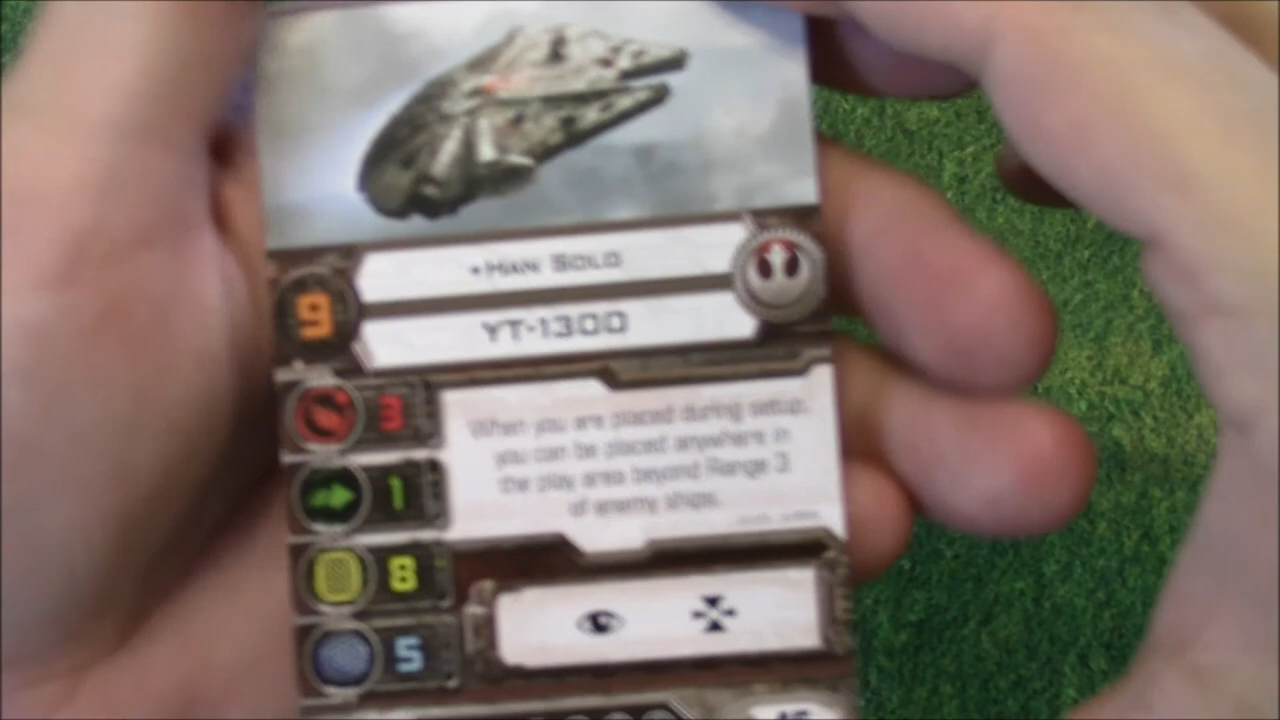 •Han Solo
9
YT-1300
3
When you are placed during setup,
you can be placed anywhere in
the play area beyond Range 3
of enemy ships.
1
8
5